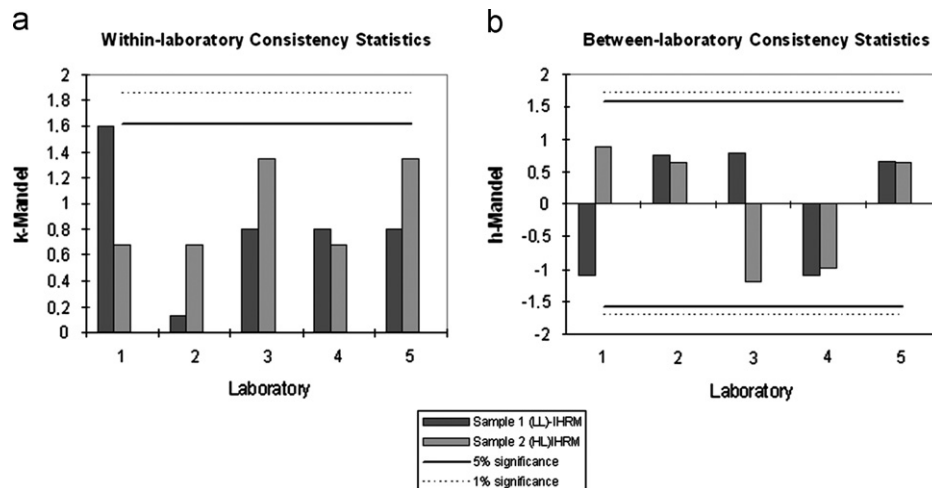 a
Within-laboratory Consistency Statistics
2
1.8
1.6
1.4
1.2
1
0.8
0.6
0.4
0.2
0
k-Mandel
1 2 3 4 5
Laboratory
b
Between-laboratory Consistency Statistics
2
1.5
1
0.5
0
-0.5
-1
-1.5
-2
h-Mandel
1 2 3 4 5
Laboratory
Sample 1 (LL)-IHRM
Sample 2 (HL)IHRM
5% significance
1% significance